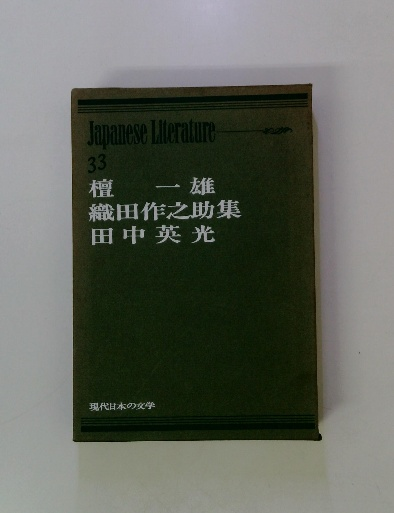 Japanese Literature
33
檀 一雄
織田作之助集
田中英光
現代日本の文学